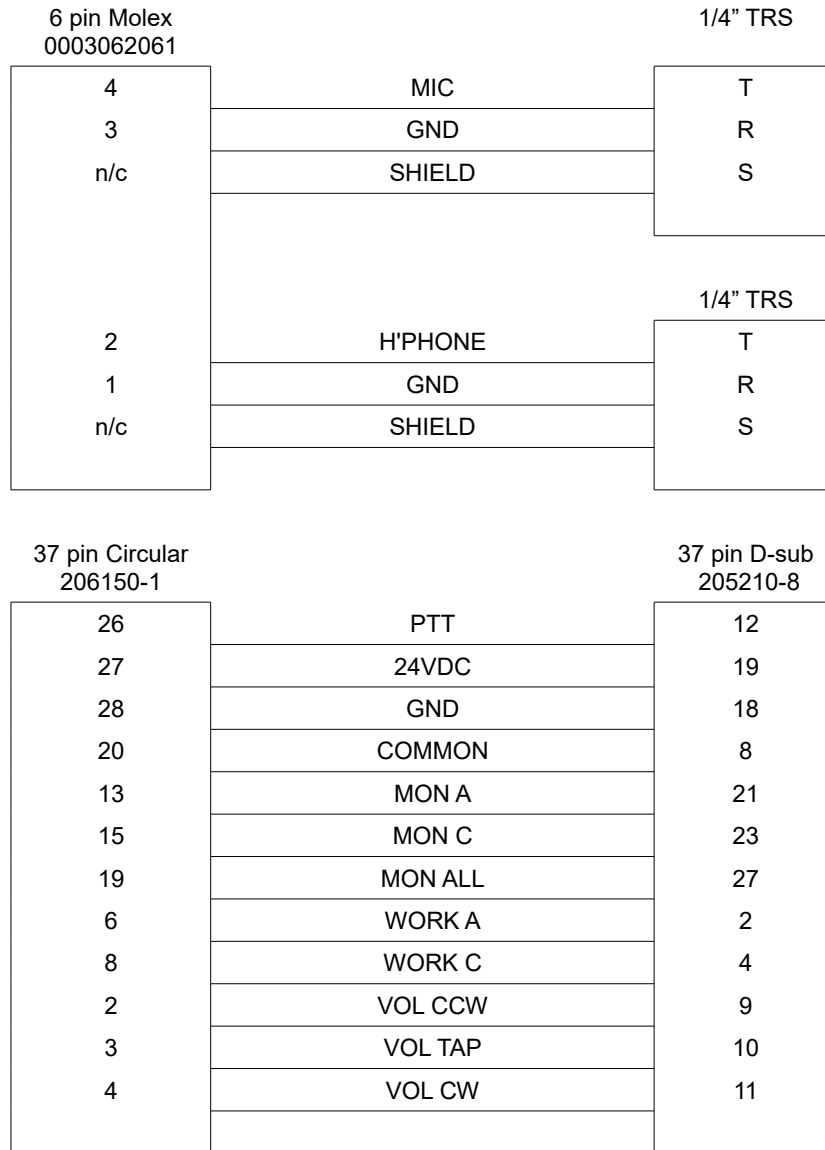 6 pin Molex 1/4” TRS
0003062061
4 MIC T
3 GND R
n/c SHIELD S
1/4” TRS
2 H'PHONE T
1 GND R
n/c SHIELD S
37 pin Circular 37 pin D-sub
206150-1 205210-8
26 PTT 12
27 24VDC 19
28 GND 18
20 COMMON 8
13 MON A 21
15 MON C 23
19 MON ALL 27
6 WORK A 2
8 WORK C 4
2 VOL CCW 9
3 VOL TAP 10
4 VOL CW 11